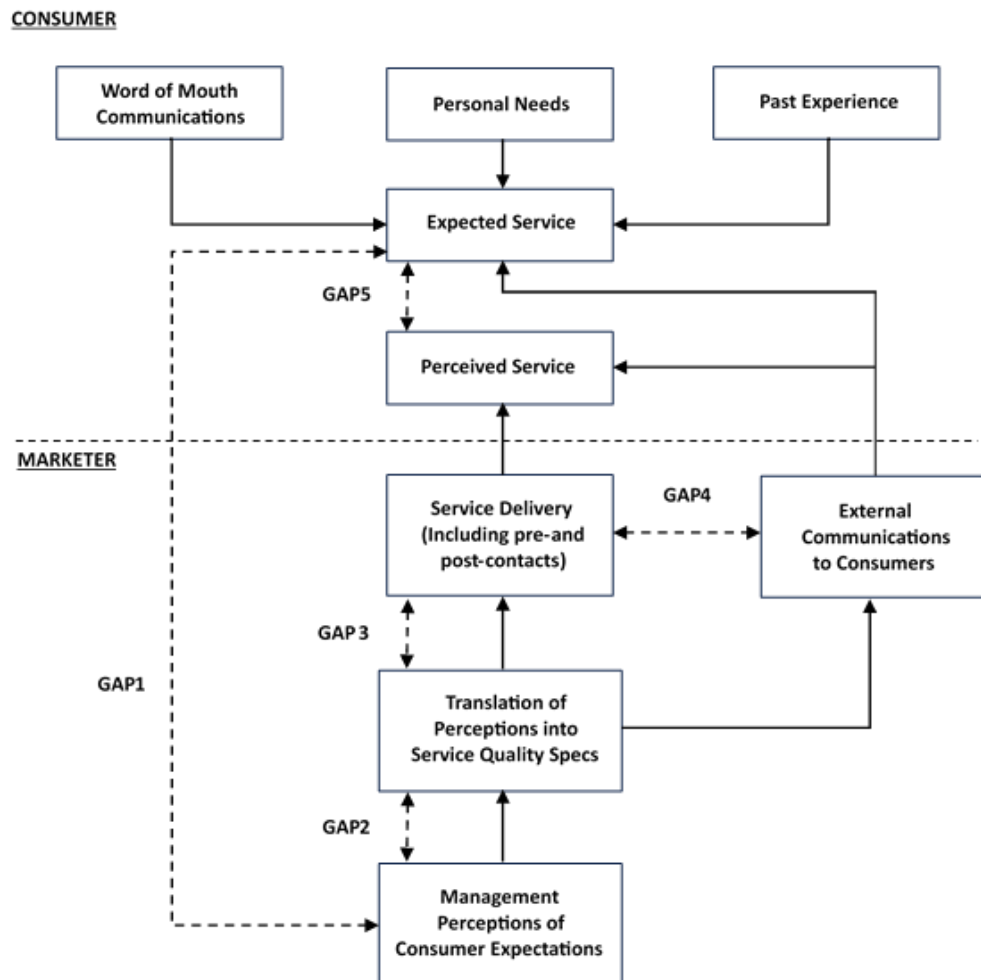 CONSUMER
Word of Mouth
Communications
Personal Needs
Past Experience
Expected Service
GAP5
Perceived Service
MARKETER
Service Delivery
(Including pre-and
post-contacts)
GAP4
External
Communications
to Consumers
GAP 3
GAP1
Translation of
Perceptions into
Service Quality Specs
GAP2
Management
Perceptions of
Consumer Expectations